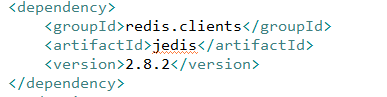 <dependency>
    <groupId>redis.clients</groupId>
    <artifactId>jedis</artifactId>
    <version>2.8.2</version>
</dependency>